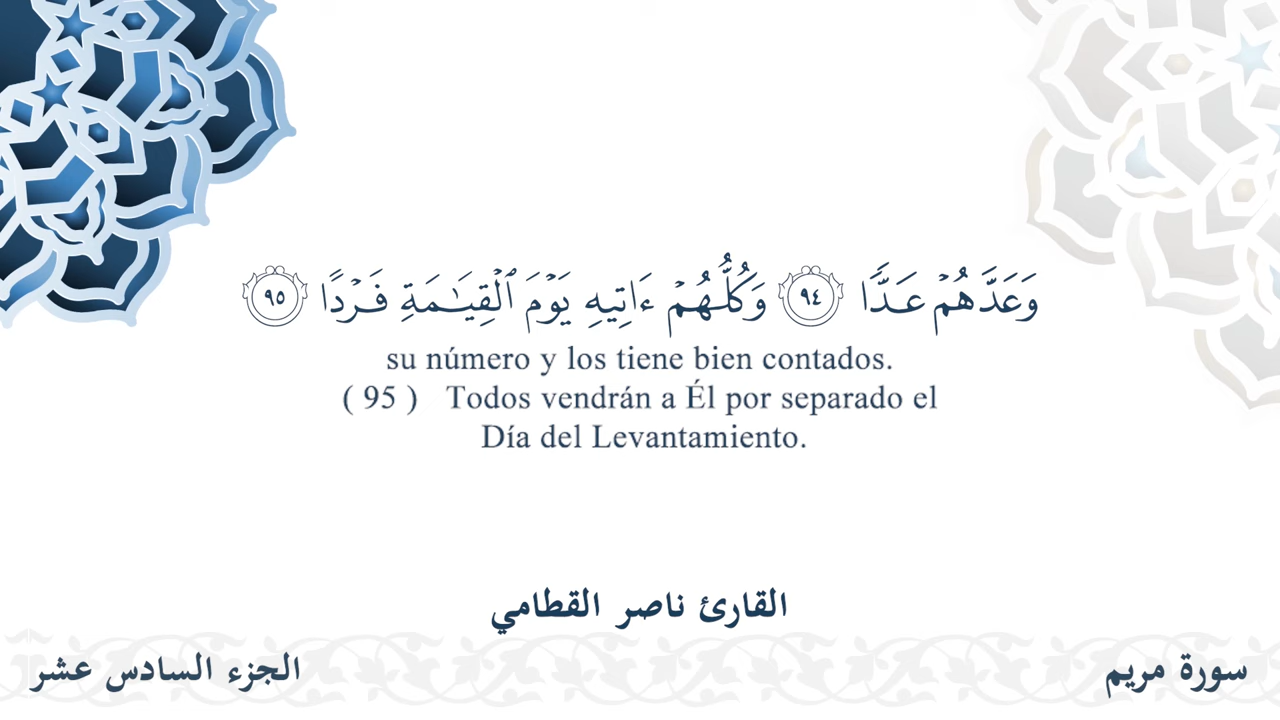 وَعَدَّهُمۡ عَدّٗا ٩٤ وَكُلُّهُمۡ ءَاتِيهِ يَوۡمَ ٱلۡقِيَٰمَةِ فَرۡدًا ٩٥
su número y los tiene bien contados.
( 95 ) Todos vendrán a Él por separado el
Día del Levantamiento.
القارئ ناصر القطامي
سورة مريم
الجزء السادس عشر